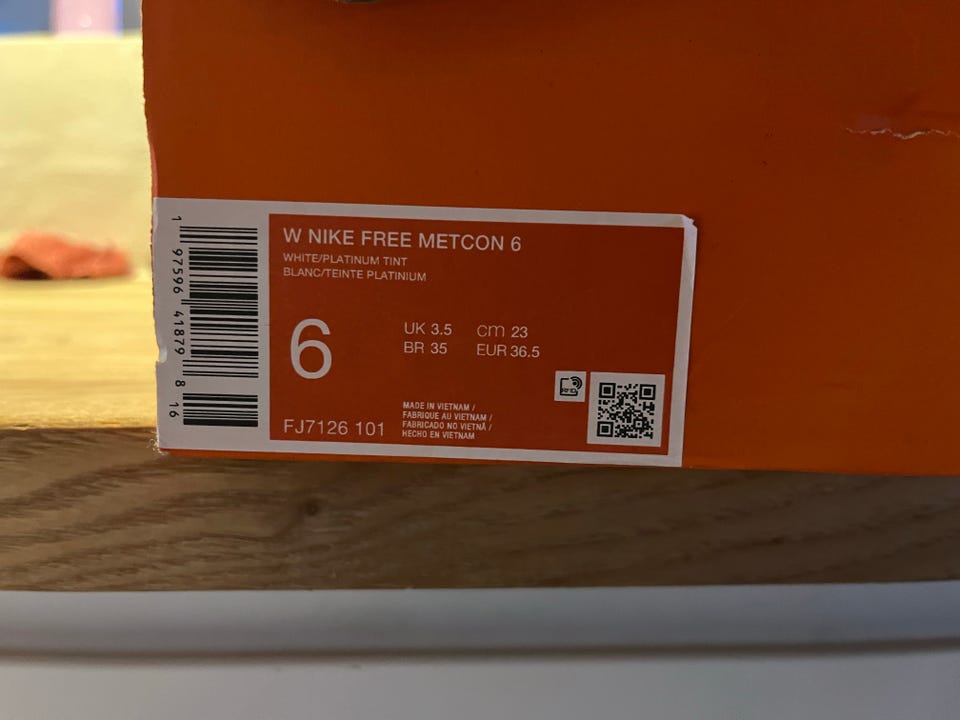 W NIKE FREE METCON 6
WHITE/PLATINUM TINT
BLANC/TEINTE PLATINIUM
6
UK 3.5 cm 23
BR 35 EUR 36.5
FJ7126 101
MADE IN VIETNAM /
FABRIQUE AU VIETNAM /
FABRICADO NO VIETNÃ /
HECHO EN VIETNAM
RFID
1 97596 41879 8 16